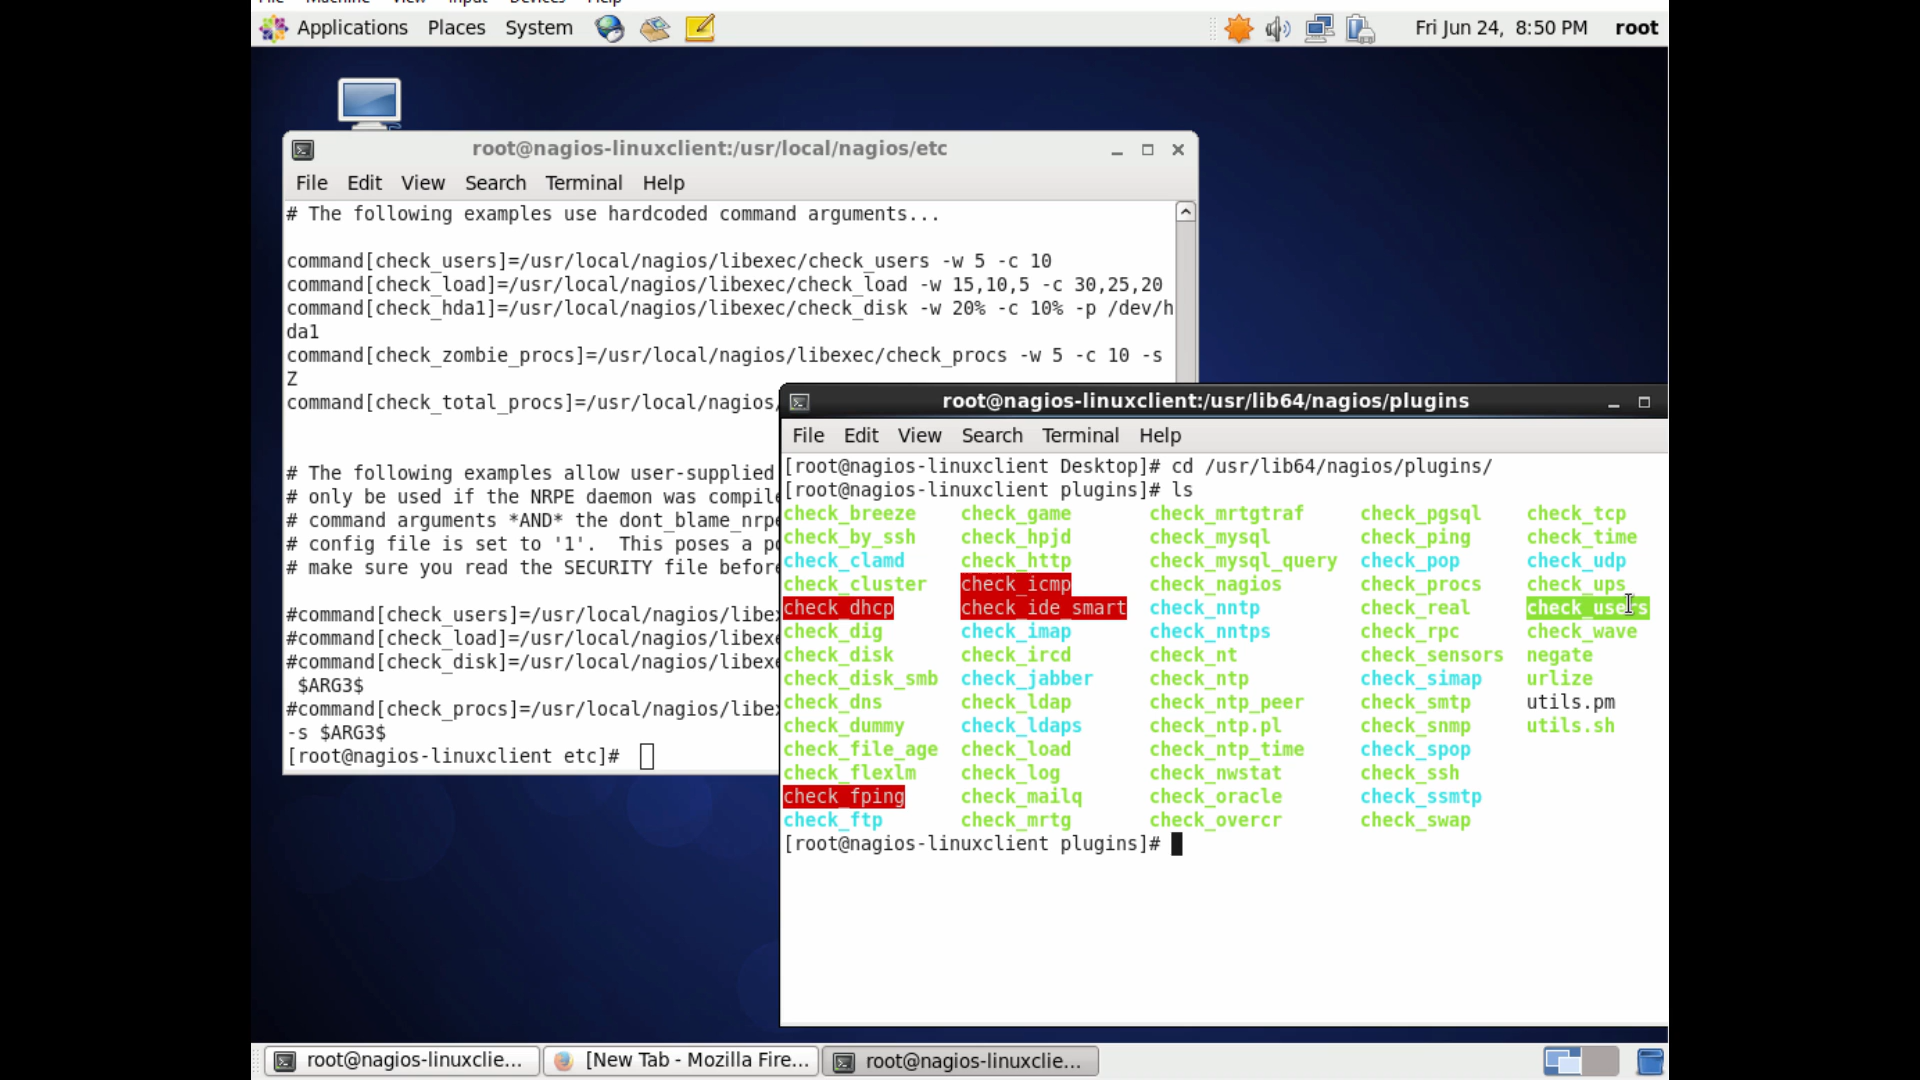 File Machine View Input Devices Help
Applications Places System Fri Jun 24, 8:50 PM root
root@nagios-linuxclient:/usr/local/nagios/etc
File Edit View Search Terminal Help
# The following examples use hardcoded command arguments...
command[check_users]=/usr/local/nagios/libexec/check_users -w 5 -c 10
command[check_load]=/usr/local/nagios/libexec/check_load -w 15,10,5 -c 30,25,20
command[check_hda1]=/usr/local/nagios/libexec/check_disk -w 20% -c 10% -p /dev/h
da1
command[check_zombie_procs]=/usr/local/nagios/libexec/check_procs -w 5 -c 10 -s
Z
command[check_total_procs]=/usr/local/nagios/
# The following examples allow user-supplied
# only be used if the NRPE daemon was compile
# command arguments *AND* the dont_blame_nrpe
# config file is set to '1'.  This poses a po
# make sure you read the SECURITY file before
#command[check_users]=/usr/local/nagios/libex
#command[check_load]=/usr/local/nagios/libexe
#command[check_disk]=/usr/local/nagios/libexe
$ARG3$
#command[check_procs]=/usr/local/nagios/libex
-s $ARG3$
[root@nagios-linuxclient etc]#
root@nagios-linuxclient:/usr/lib64/nagios/plugins
File Edit View Search Terminal Help
[root@nagios-linuxclient Desktop]# cd /usr/lib64/nagios/plugins/
[root@nagios-linuxclient plugins]# ls
check_breeze check_game check_mrtgtraf check_pgsql check_tcp
check_by_ssh check_hpjd check_mysql check_ping check_time
check_clamd check_http check_mysql_query check_pop check_udp
check_cluster check_icmp check_nagios check_procs check_ups
check_dhcp check_ide_smart check_nntp check_real check_users
check_dig check_imap check_nntps check_rpc check_wave
check_disk check_ircd check_nt check_sensors negate
check_disk_smb check_jabber check_ntp check_simap urlize
check_dns check_ldap check_ntp_peer check_smtp utils.pm
check_dummy check_ldaps check_ntp.pl check_snmp utils.sh
check_file_age check_load check_ntp_time check_spop
check_flexlm check_log check_nwstat check_ssh
check_fping check_mailq check_oracle check_ssmtp
check_ftp check_mrtg check_overcr check_swap
[root@nagios-linuxclient plugins]#
root@nagios-linuxclie... [New Tab - Mozilla Fire... root@nagios-linuxclie...